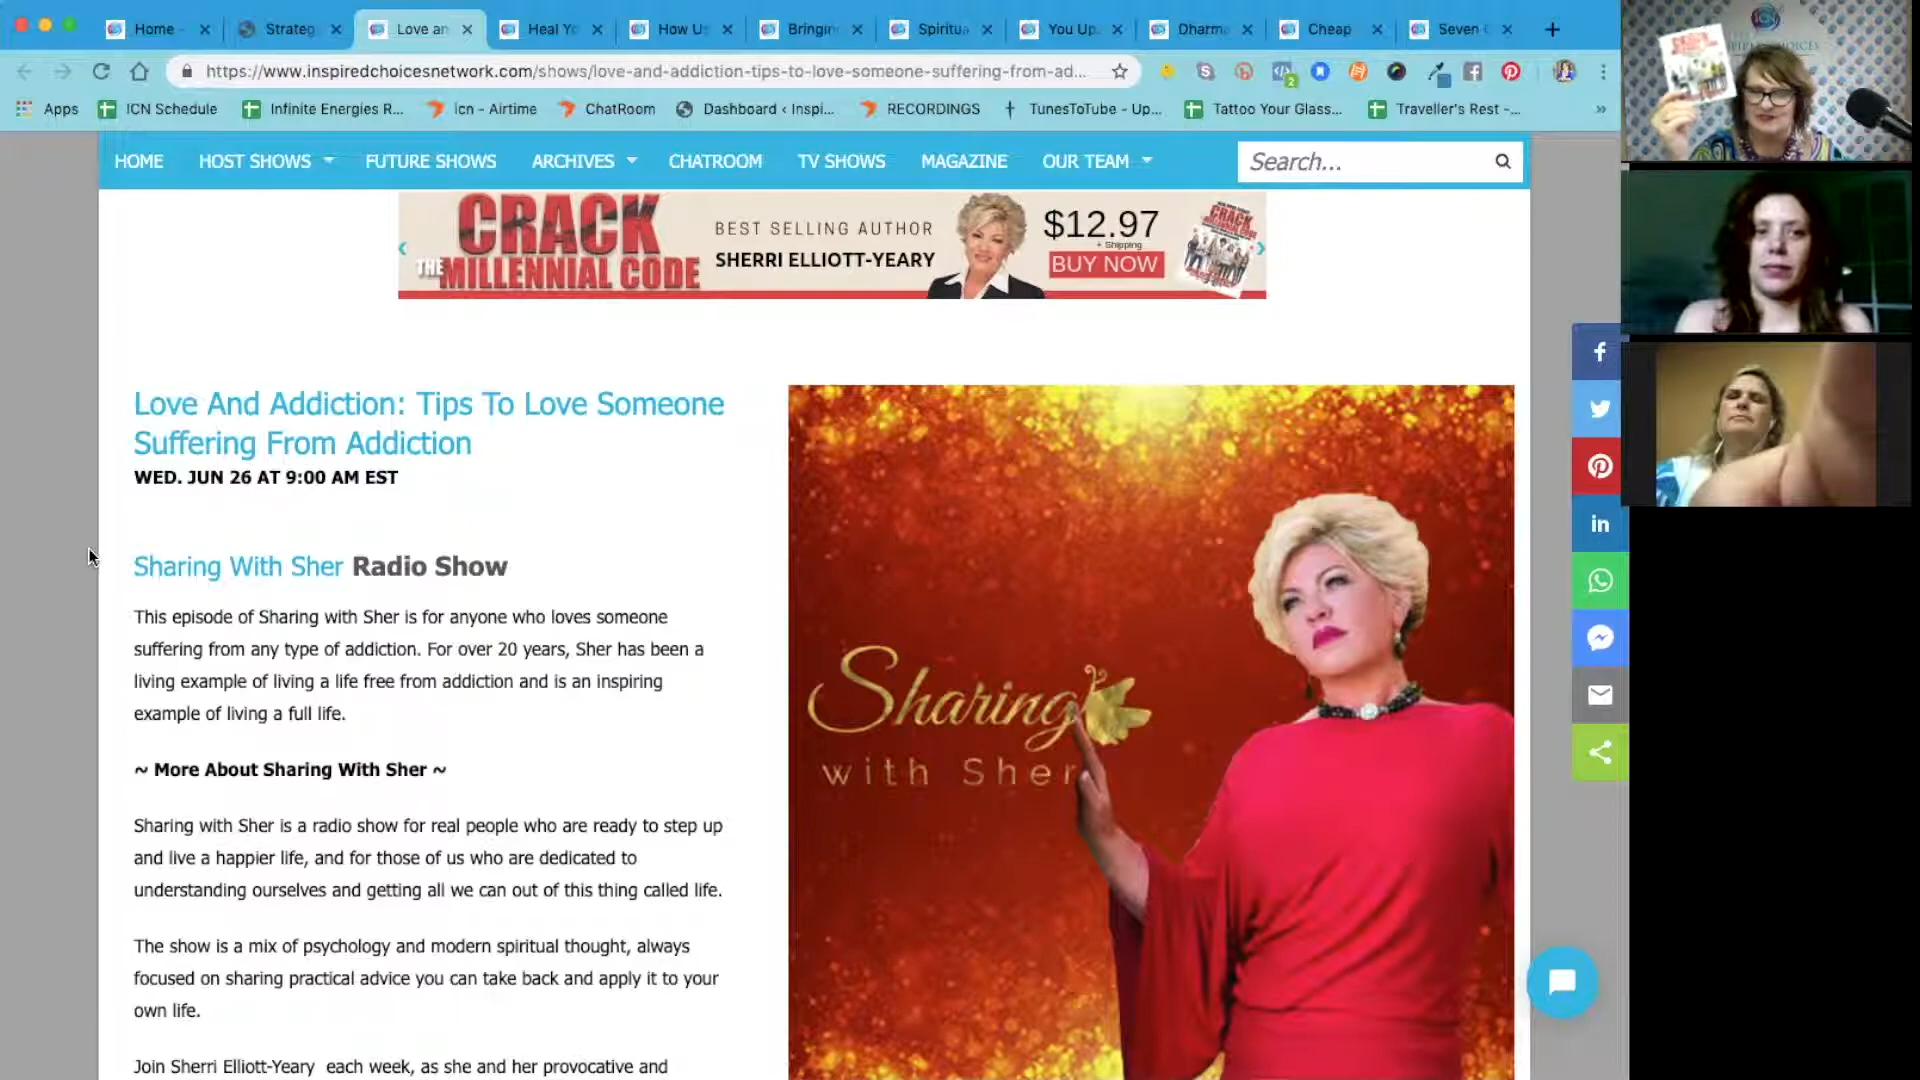 Home
Strateg
Love an
Heal Yo
How Us
Bringin
Spiritua
You Up
Dharma
Cheap
Seven
https://www.inspiredchoicesnetwork.com/shows/love-and-addiction-tips-to-love-someone-suffering-from-ad...
Apps
ICN Schedule
Infinite Energies R...
Icn - Airtime
ChatRoom
Dashboard ‹ Inspi...
RECORDINGS
TunesToTube - Up...
Tattoo Your Glass...
Traveller's Rest -...
»
HOME
HOST SHOWS
FUTURE SHOWS
ARCHIVES
CHATROOM
TV SHOWS
MAGAZINE
OUR TEAM
Search...
CRACK
THE MILLENNIAL CODE
BEST SELLING AUTHOR
SHERRI ELLIOTT-YEARY
$12.97
+ Shipping
BUY NOW
Love And Addiction: Tips To Love Someone
Suffering From Addiction
WED. JUN 26 AT 9:00 AM EST
Sharing With Sher Radio Show
This episode of Sharing with Sher is for anyone who loves someone
suffering from any type of addiction. For over 20 years, Sher has been a
living example of living a life free from addiction and is an inspiring
example of living a full life.
~ More About Sharing With Sher ~
Sharing with Sher is a radio show for real people who are ready to step up
and live a happier life, and for those of us who are dedicated to
understanding ourselves and getting all we can out of this thing called life.
The show is a mix of psychology and modern spiritual thought, always
focused on sharing practical advice you can take back and apply it to your
own life.
Join Sherri Elliott-Yeary each week, as she and her provocative and
Sharing
with Sher
CRACK
ICN